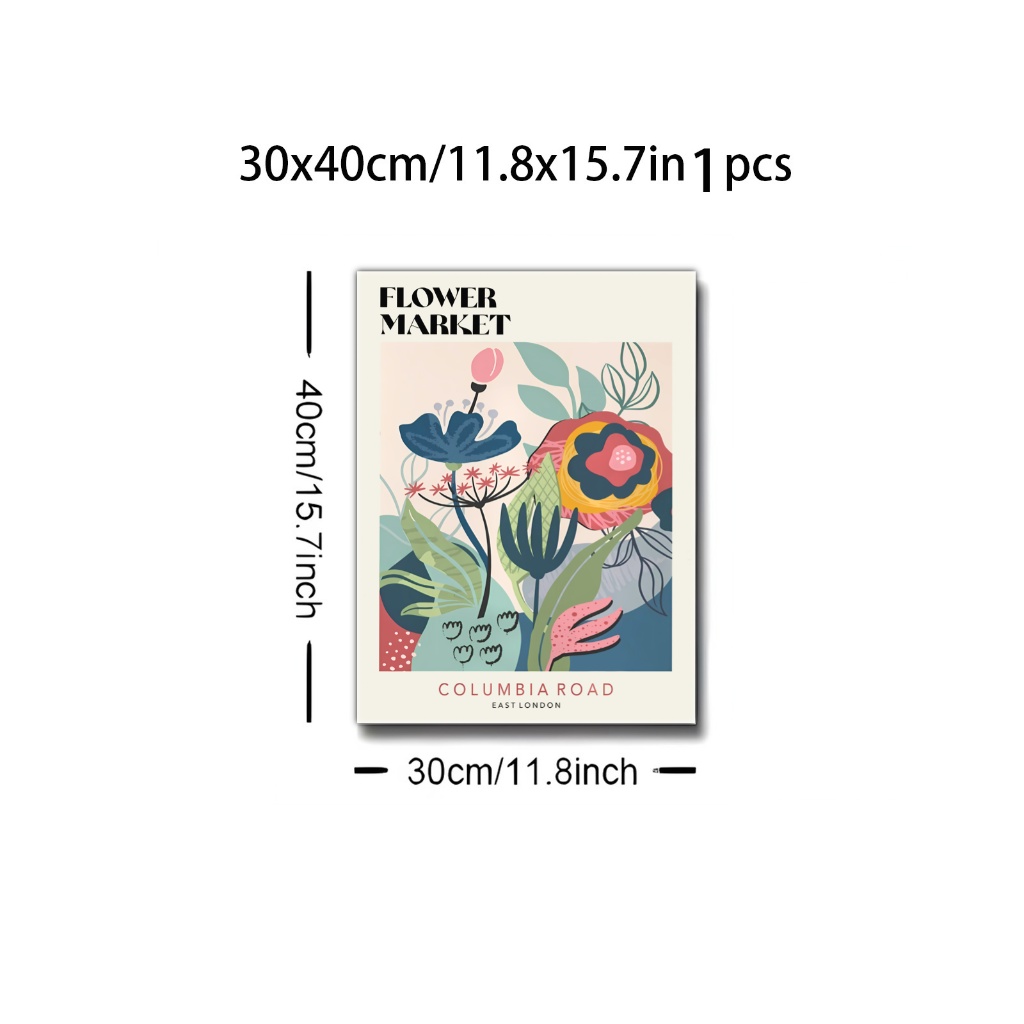 30x40cm/11.8x15.7in 1 pcs
FLOWER
MARKET
40cm/15.7inch
COLUMBIA ROAD
EAST LONDON
30cm/11.8inch